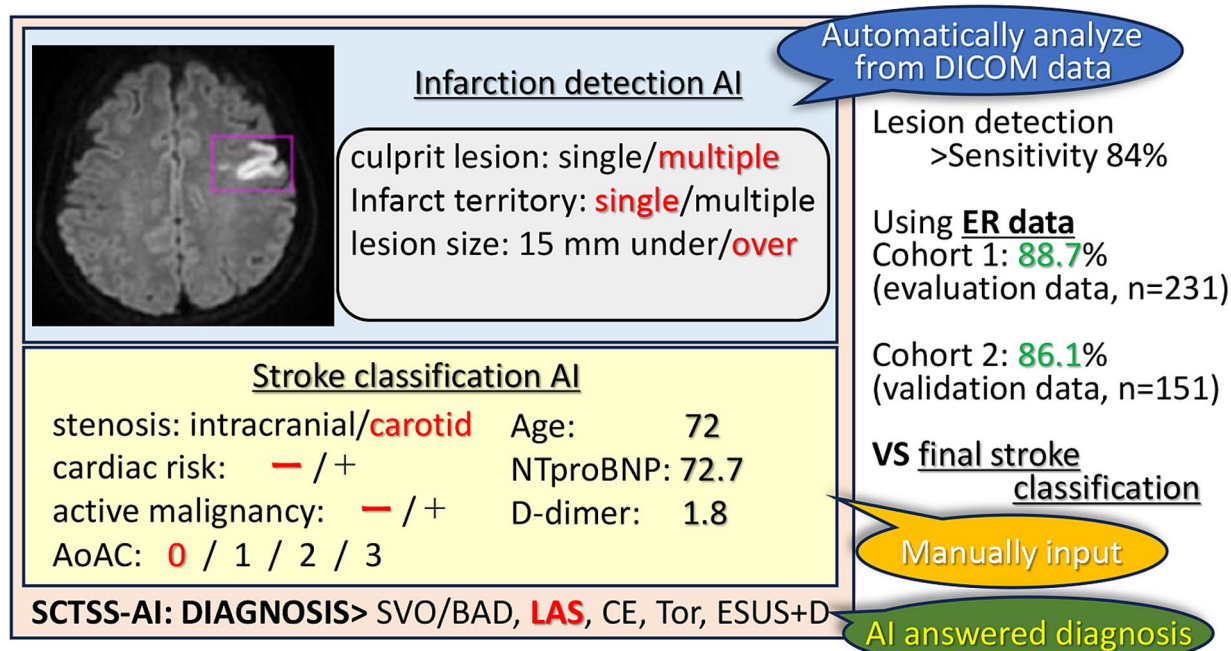 Infarction detection AI
culprit lesion: single/multiple
Infarct territory: single/multiple
lesion size: 15 mm under/over
Automatically analyze
from DICOM data
Lesion detection
>Sensitivity 84%
Using ER data
Cohort 1: 88.7%
(evaluation data, n=231)
Cohort 2: 86.1%
(validation data, n=151)
VS final stroke
classification
Stroke classification AI
stenosis: intracranial/carotid
cardiac risk: − / +
active malignancy: − / +
AoAC: 0 / 1 / 2 / 3
Age: 72
NTproBNP: 72.7
D-dimer: 1.8
Manually input
SCTSS-AI: DIAGNOSIS> SVO/BAD, LAS, CE, Tor, ESUS+D
AI answered diagnosis